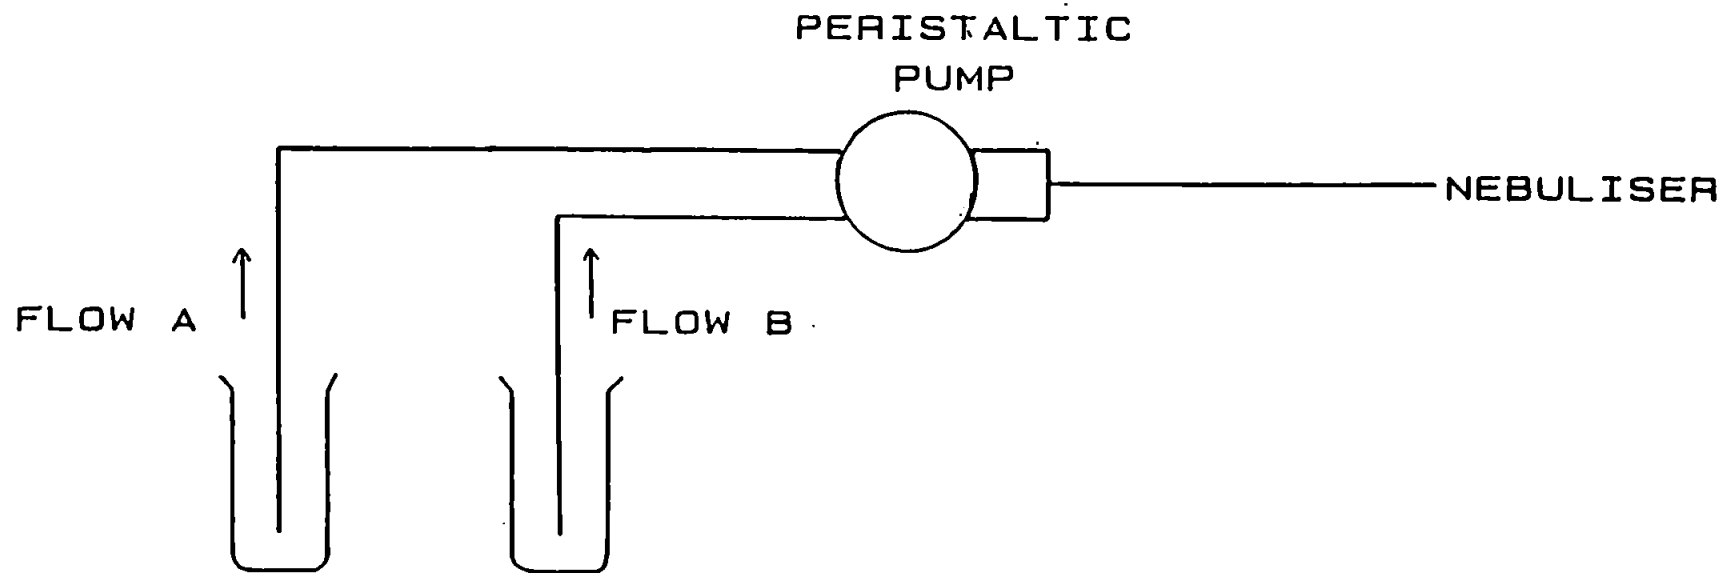 PERISTALTIC
PUMP
NEBULISER
FLOW A
FLOW B